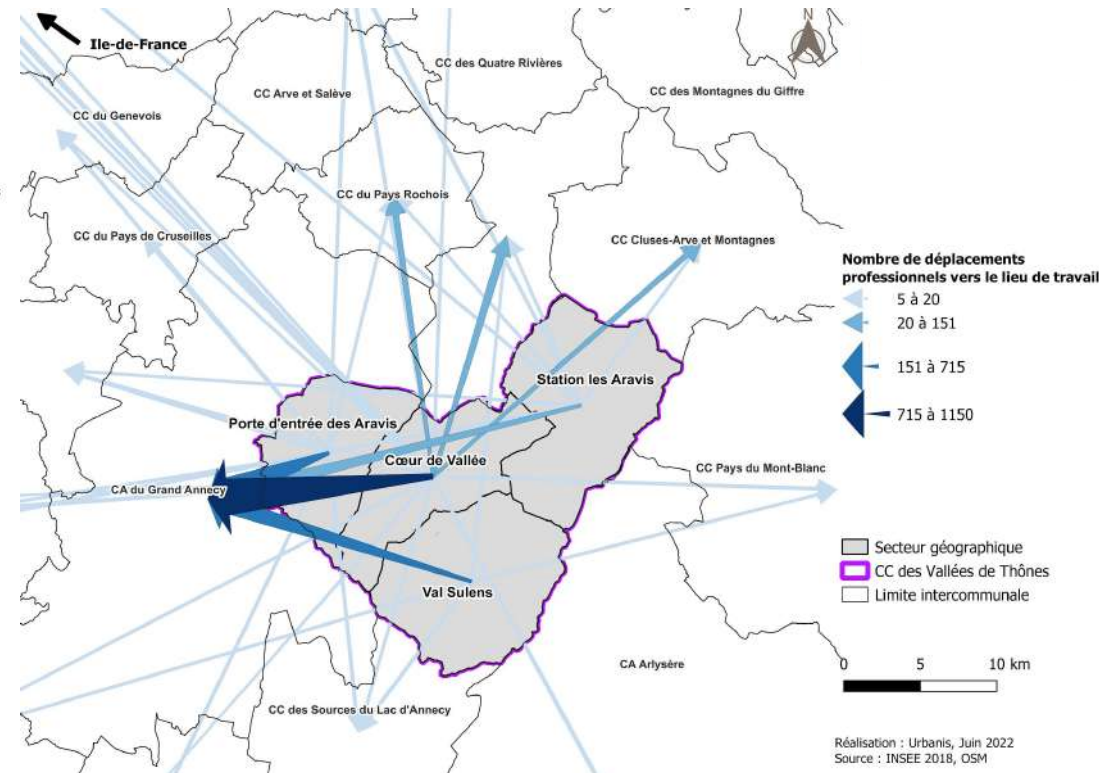 N
Ile-de-France
CC des Quatre Rivières
CC Arve et Salève
CC des Montagnes du Giffre
CC du Genevois
CC du Pays Rochois
CC du Pays de Cruseilles
CC Cluses-Arve et Montagnes
Nombre de déplacements
professionnels vers le lieu de travail
5 à 20
20 à 151
151 à 715
715 à 1150
Station les Aravis
Porte d'entrée des Aravis
Cœur de Vallée
CC Pays du Mont-Blanc
CA du Grand Annecy
Secteur géographique
CC des Vallées de Thônes
Limite intercommunale
Val Sulens
CA Arlysère
0 5 10 km
CC des Sources du Lac d'Annecy
Réalisation : Urbanis, Juin 2022
Source : INSEE 2018, OSM